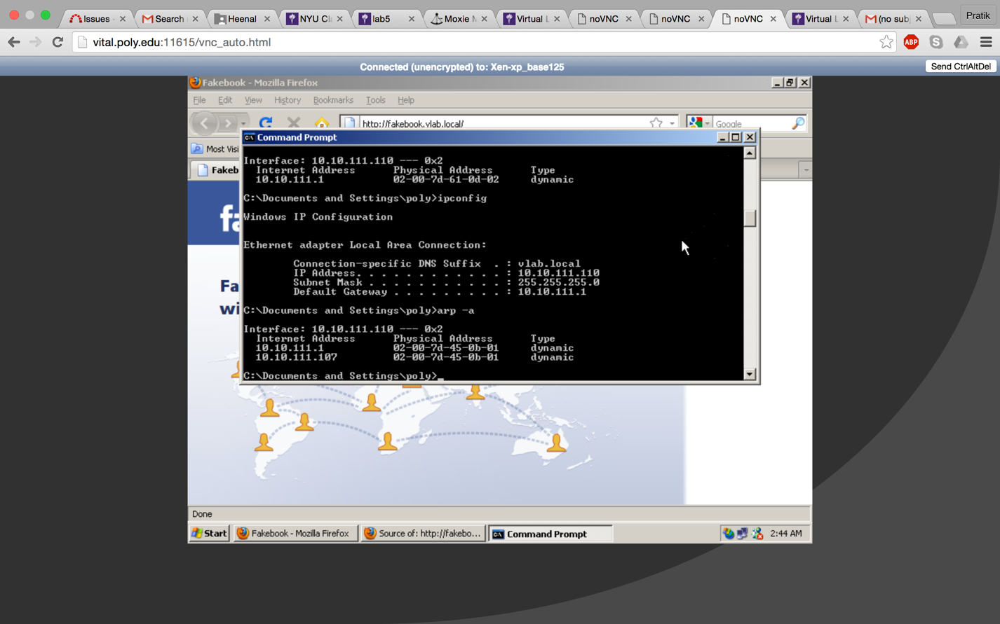 Issues
Search
Heenal
NYU Cl
lab5
Moxie M
Virtual L
noVNC
noVNC
noVNC
Virtual L
(no subj
Pratik
vital.poly.edu:11615/vnc_auto.html
ABP
Connected (unencrypted) to: Xen-xp_base125
Send CtrlAltDel
Fakebook - Mozilla Firefox
File Edit View History Bookmarks Tools Help
http://fakebook.vlab.local/
Google
Command Prompt
Most Visi
Fakeb
fa
Fa
wi
Interface: 10.10.111.110 --- 0x2
Internet Address Physical Address Type
10.10.111.1 02-00-7d-61-0d-02 dynamic
C:\Documents and Settings\poly>ipconfig
Windows IP Configuration
Ethernet adapter Local Area Connection:
Connection-specific DNS Suffix . : vlab.local
IP Address. . . . . . . . . . . . : 10.10.111.110
Subnet Mask . . . . . . . . . . . : 255.255.255.0
Default Gateway . . . . . . . . . : 10.10.111.1
C:\Documents and Settings\poly>arp -a
Interface: 10.10.111.110 --- 0x2
Internet Address Physical Address Type
10.10.111.1 02-00-7d-45-0b-01 dynamic
10.10.111.107 02-00-7d-45-0b-01 dynamic
C:\Documents and Settings\poly>_
Done
Start
Fakebook - Mozilla Firefox
Source of: http://fakebo...
Command Prompt
2:44 AM